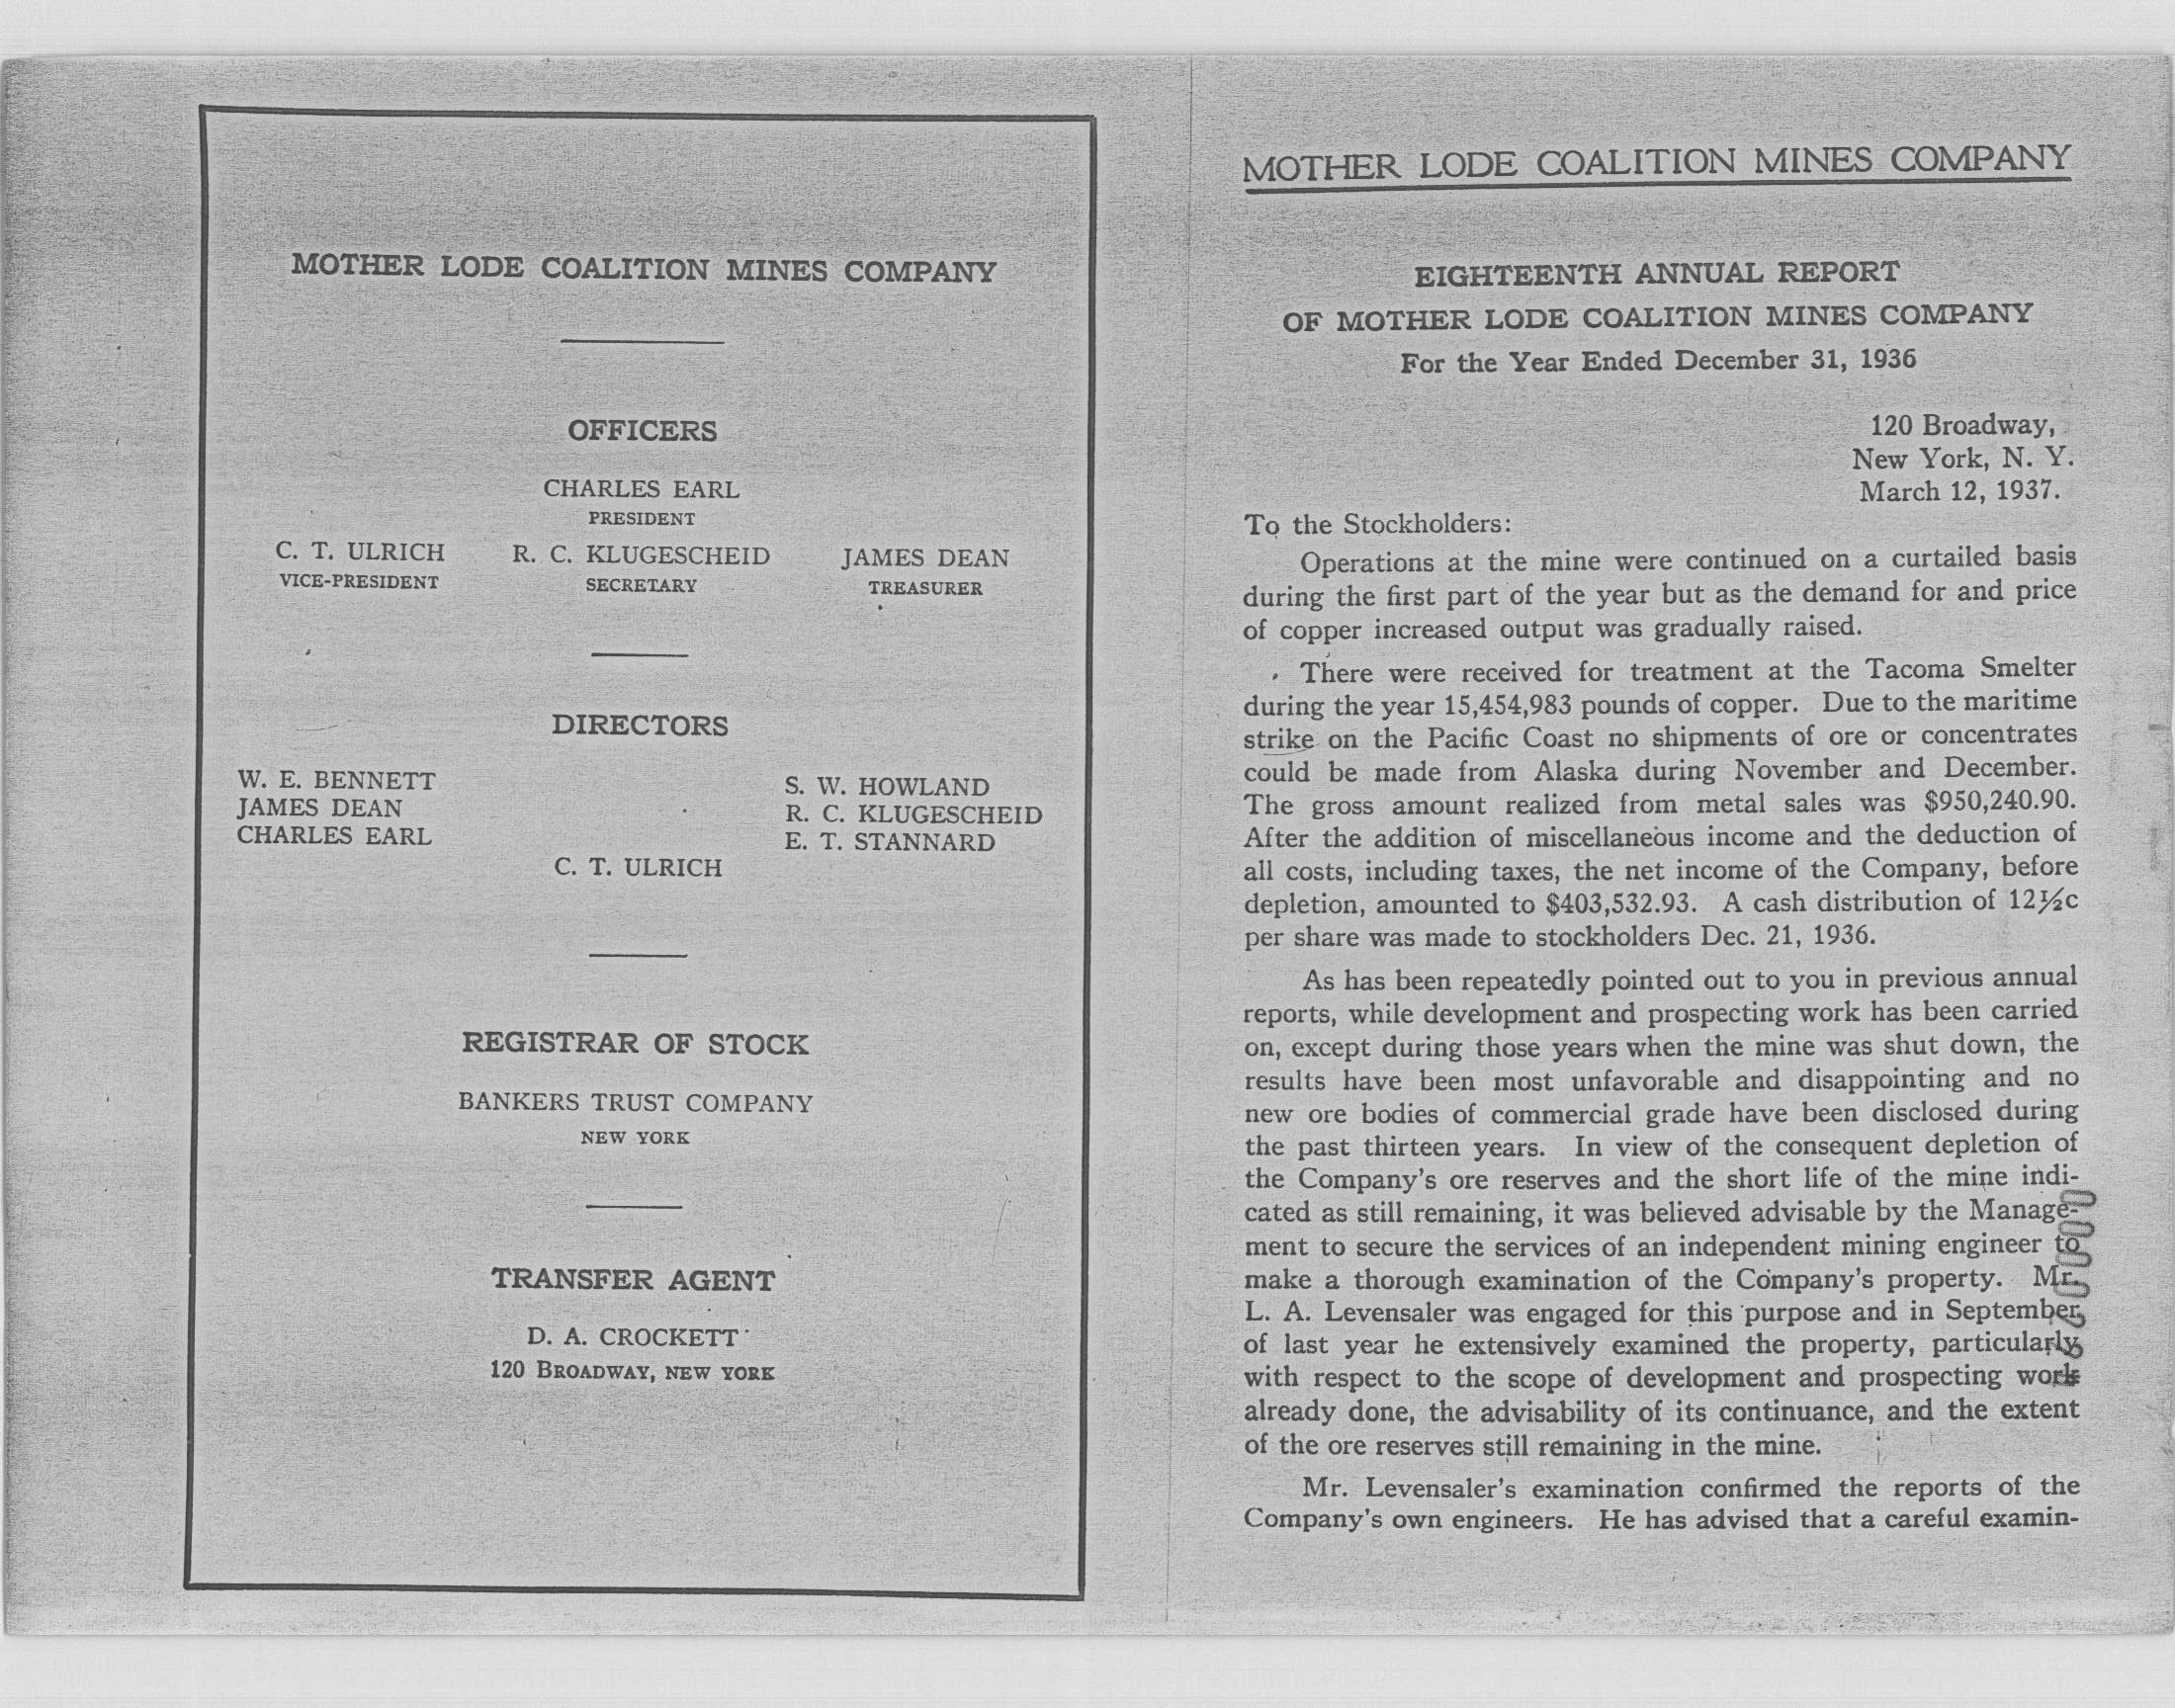 MOTHER LODE COALITION MINES COMPANY
OFFICERS
CHARLES EARL
PRESIDENT
C. T. ULRICH R. C. KLUGESCHEID JAMES DEAN
VICE-PRESIDENT SECRETARY TREASURER
DIRECTORS
W. E. BENNETT S. W. HOWLAND
JAMES DEAN R. C. KLUGESCHEID
CHARLES EARL E. T. STANNARD
C. T. ULRICH
REGISTRAR OF STOCK
BANKERS TRUST COMPANY
NEW YORK
TRANSFER AGENT
D. A. CROCKETT
120 BROADWAY, NEW YORK
MOTHER LODE COALITION MINES COMPANY
EIGHTEENTH ANNUAL REPORT
OF MOTHER LODE COALITION MINES COMPANY
For the Year Ended December 31, 1936
120 Broadway,
New York, N. Y.
March 12, 1937.
To the Stockholders:
Operations at the mine were continued on a curtailed basis
during the first part of the year but as the demand for and price
of copper increased output was gradually raised.
There were received for treatment at the Tacoma Smelter
during the year 15,454,983 pounds of copper. Due to the maritime
strike on the Pacific Coast no shipments of ore or concentrates
could be made from Alaska during November and December.
The gross amount realized from metal sales was $950,240.90.
After the addition of miscellaneous income and the deduction of
all costs, including taxes, the net income of the Company, before
depletion, amounted to $403,532.93. A cash distribution of 12½c
per share was made to stockholders Dec. 21, 1936.
As has been repeatedly pointed out to you in previous annual
reports, while development and prospecting work has been carried
on, except during those years when the mine was shut down, the
results have been most unfavorable and disappointing and no
new ore bodies of commercial grade have been disclosed during
the past thirteen years. In view of the consequent depletion of
the Company's ore reserves and the short life of the mine indi-
cated as still remaining, it was believed advisable by the Manage-
ment to secure the services of an independent mining engineer to
make a thorough examination of the Company's property. Mr.
L. A. Levensaler was engaged for this purpose and in September
of last year he extensively examined the property, particularly
with respect to the scope of development and prospecting work
already done, the advisability of its continuance, and the extent
of the ore reserves still remaining in the mine.
Mr. Levensaler's examination confirmed the reports of the
Company's own engineers. He has advised that a careful examin-